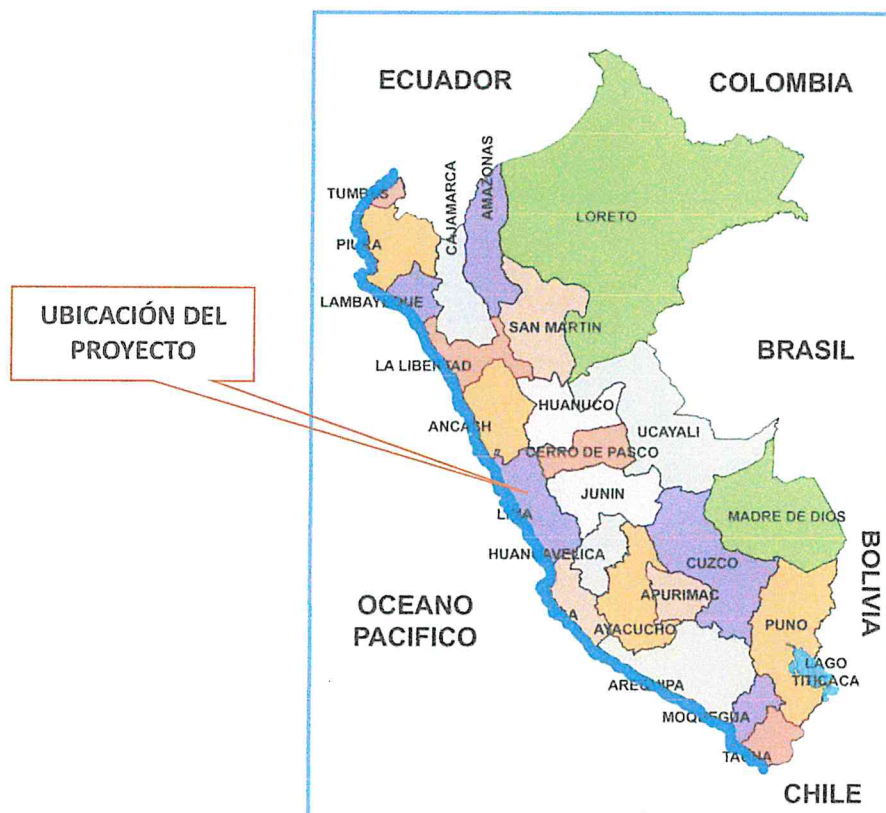 ECUADOR
COLOMBIA
TUMBES
CAJAMARCA
AMAZONAS
LORETO
PIURA
LAMBAYEQUE
UBICACIÓN DEL
PROYECTO
SAN MARTIN
BRASIL
LA LIBERTAD
HUANUCO
ANCASH
UCAYALI
CERRO DE PASCO
JUNIN
LIMA
MADRE DE DIOS
HUANCAVELICA
CUZCO
BOLIVIA
APURIMAC
OCEANO
PACIFICO
AYACUCHO
PUNO
LAGO
TITICACA
AREQUIPA
MOQUEGUA
TACNA
CHILE